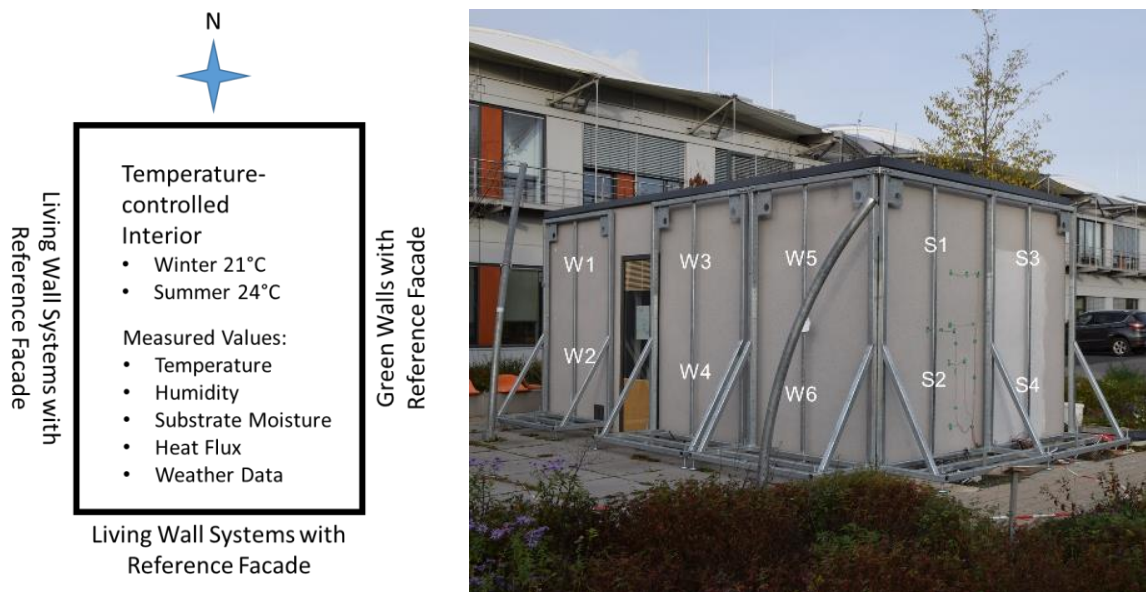 N
Living Wall Systems with
Reference Facade
Temperature-
controlled
Interior
• Winter 21°C
• Summer 24°C
Measured Values:
• Temperature
• Humidity
• Substrate Moisture
• Heat Flux
• Weather Data
Green Walls with
Reference Facade
Living Wall Systems with
Reference Facade
W1
W3
W5
S1
S3
W2
W4
W6
S2
S4